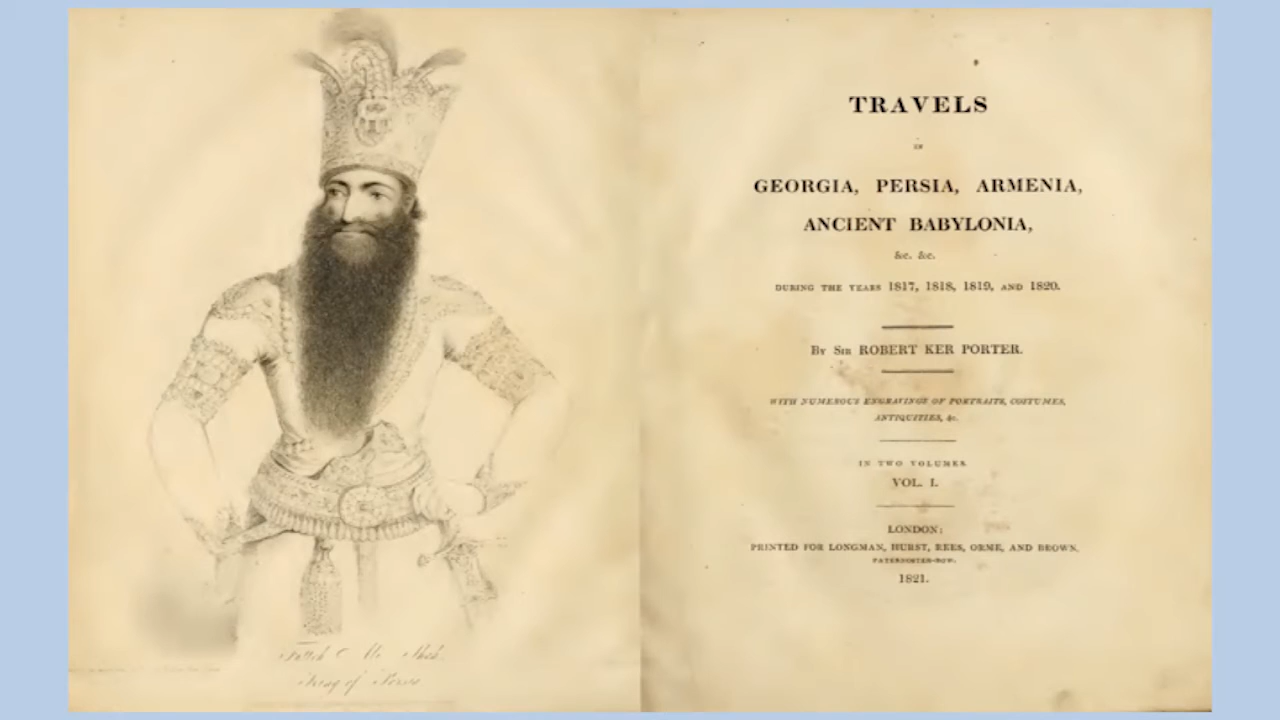 Futteh Ali Shah.
King of Persia
TRAVELS
IN
GEORGIA, PERSIA, ARMENIA,
ANCIENT BABYLONIA,
&c. &c.
DURING THE YEARS 1817, 1818, 1819, AND 1820.
By Sir ROBERT KER PORTER.
WITH NUMEROUS ENGRAVINGS OF PORTRAITS, COSTUMES,
ANTIQUITIES, &c.
IN TWO VOLUMES.
VOL. I.
LONDON:
PRINTED FOR LONGMAN, HURST, REES, ORME, AND BROWN,
PATERNOSTER-ROW.
1821.